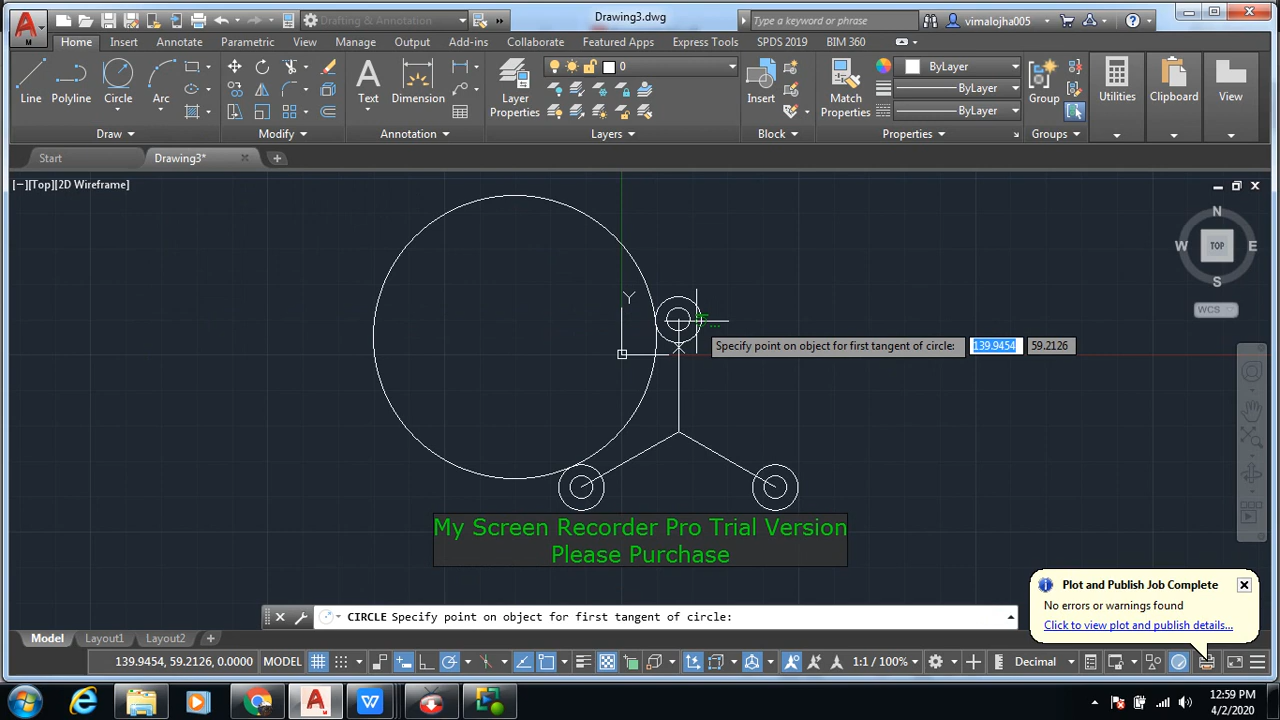 Drafting & Annotation
Drawing3.dwg
Type a keyword or phrase
vimalojha005
M
Home
Insert
Annotate
Parametric
View
Manage
Output
Add-ins
Collaborate
Featured Apps
Express Tools
SPDS 2019
BIM 360
Line
Polyline
Circle
Arc
Text
Dimension
Layer
Properties
0
Insert
Match
Properties
ByLayer
ByLayer
ByLayer
Group
Utilities
Clipboard
View
Draw
Modify
Annotation
Layers
Block
Properties
Groups
Start
Drawing3*
[−][Top][2D Wireframe]
N
W
TOP
E
S
WCS
Y
X
Specify point on object for first tangent of circle:
139.9454
59.2126
My Screen Recorder Pro Trial Version
Please Purchase
Plot and Publish Job Complete
No errors or warnings found
Click to view plot and publish details...
CIRCLE Specify point on object for first tangent of circle:
Model
Layout1
Layout2
139.9454, 59.2126, 0.0000
MODEL
1:1 / 100%
Decimal
12:59 PM
4/2/2020